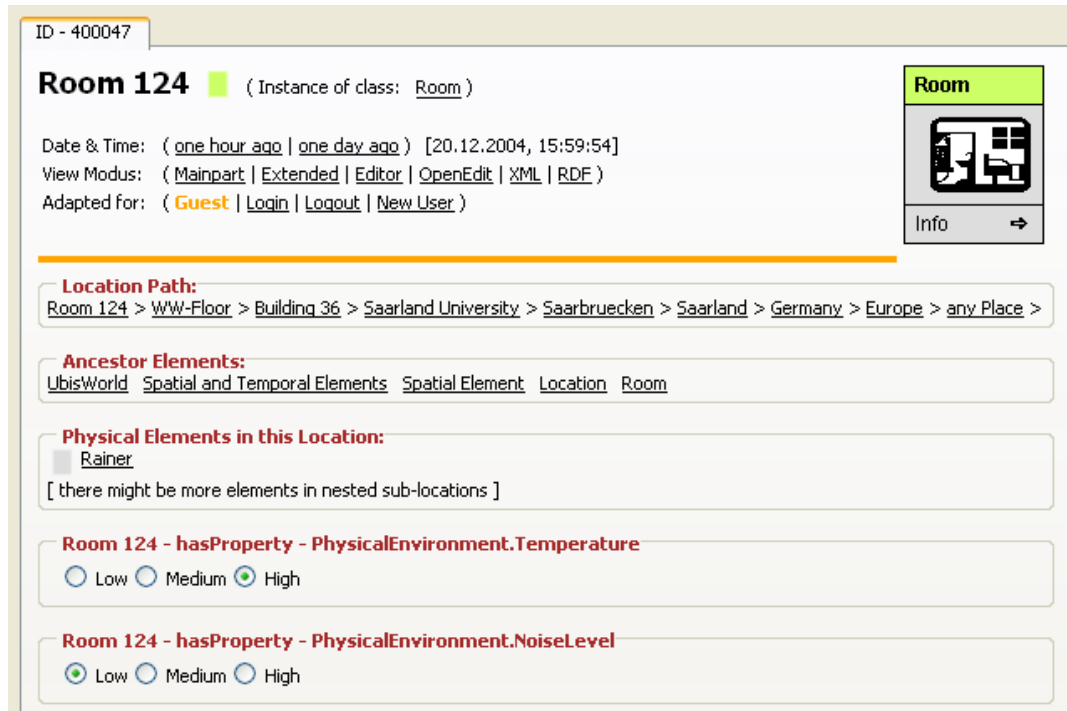 ID - 400047
Room 124 ( Instance of class: Room )
Room
Date & Time: ( one hour ago | one day ago ) [20.12.2004, 15:59:54]
View Modus: ( Mainpart | Extended | Editor | OpenEdit | XML | RDF )
Adapted for: ( Guest | Login | Logout | New User )
Info ⇒
Location Path:
Room 124 > WW-Floor > Building 36 > Saarland University > Saarbruecken > Saarland > Germany > Europe > any Place >
Ancestor Elements:
UbisWorld Spatial and Temporal Elements Spatial Element Location Room
Physical Elements in this Location:
Rainer
[ there might be more elements in nested sub-locations ]
Room 124 - hasProperty - PhysicalEnvironment.Temperature
Low Medium High
Room 124 - hasProperty - PhysicalEnvironment.NoiseLevel
Low Medium High